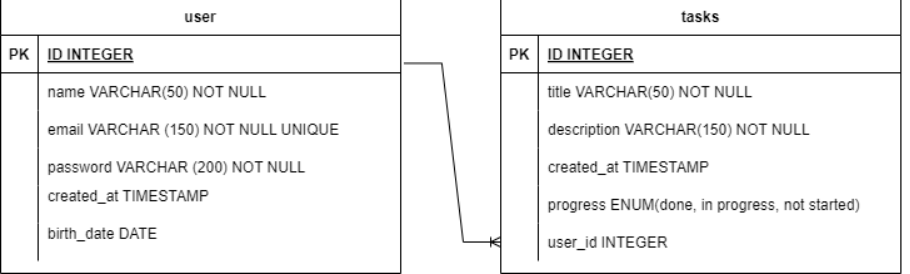 user
PK ID INTEGER
name VARCHAR(50) NOT NULL
email VARCHAR (150) NOT NULL UNIQUE
password VARCHAR (200) NOT NULL
created_at TIMESTAMP
birth_date DATE
tasks
PK ID INTEGER
title VARCHAR(50) NOT NULL
description VARCHAR(150) NOT NULL
created_at TIMESTAMP
progress ENUM(done, in progress, not started)
user_id INTEGER